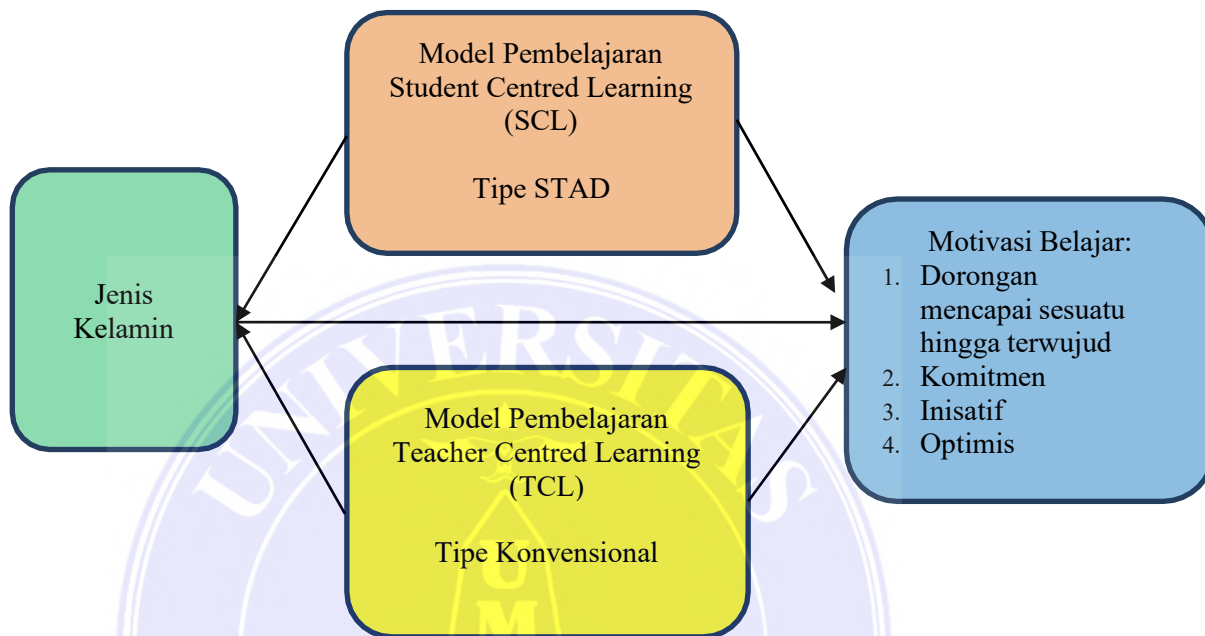 Model Pembelajaran
Student Centred Learning
(SCL)
Tipe STAD
Jenis
Kelamin
Motivasi Belajar:
1. Dorongan
mencapai sesuatu
hingga terwujud
2. Komitmen
3. Inisatif
4. Optimis
Model Pembelajaran
Teacher Centred Learning
(TCL)
Tipe Konvensional
UNIVERSITAS
U
M